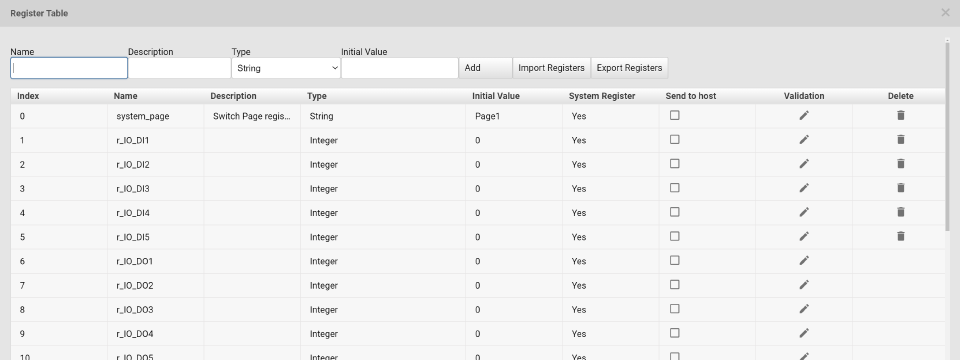 Register Table
Name Description Type Initial Value
String Add Import Registers Export Registers
Index Name Description Type Initial Value System Register Send to host Validation Delete
0 system_page Switch Page regis... String Page1 Yes
1 r_IO_DI1 Integer 0 Yes
2 r_IO_DI2 Integer 0 Yes
3 r_IO_DI3 Integer 0 Yes
4 r_IO_DI4 Integer 0 Yes
5 r_IO_DI5 Integer 0 Yes
6 r_IO_DO1 Integer 0 Yes
7 r_IO_DO2 Integer 0 Yes
8 r_IO_DO3 Integer 0 Yes
9 r_IO_DO4 Integer 0 Yes
10 r_IO_DO5 Integer 0 Yes